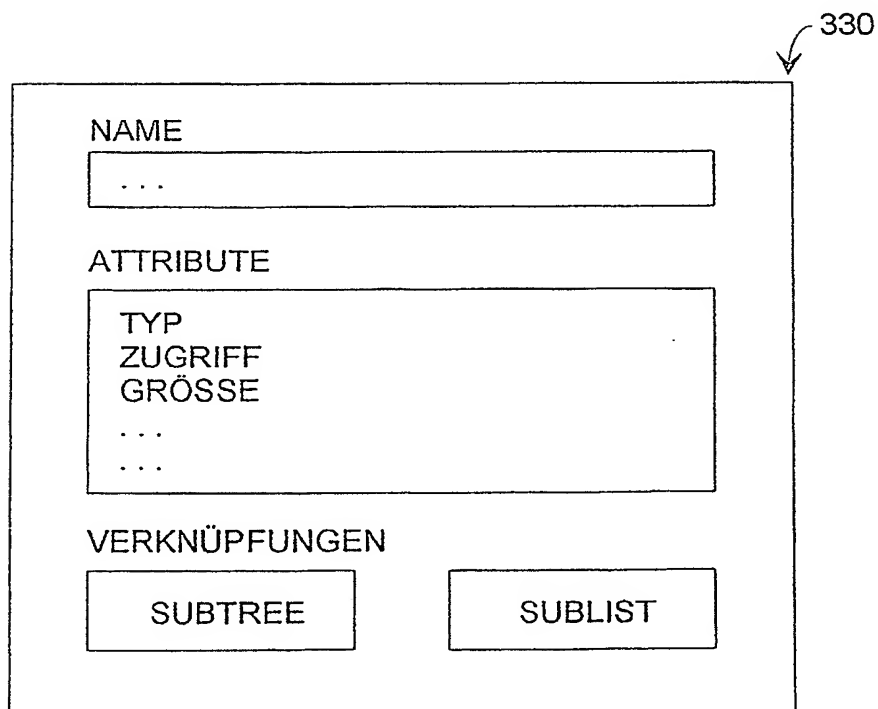 330
NAME
. . .
ATTRIBUTE
TYP
ZUGRIFF
GRÖSSE
. . .
. . .
VERKNÜPFUNGEN
SUBTREE SUBLIST